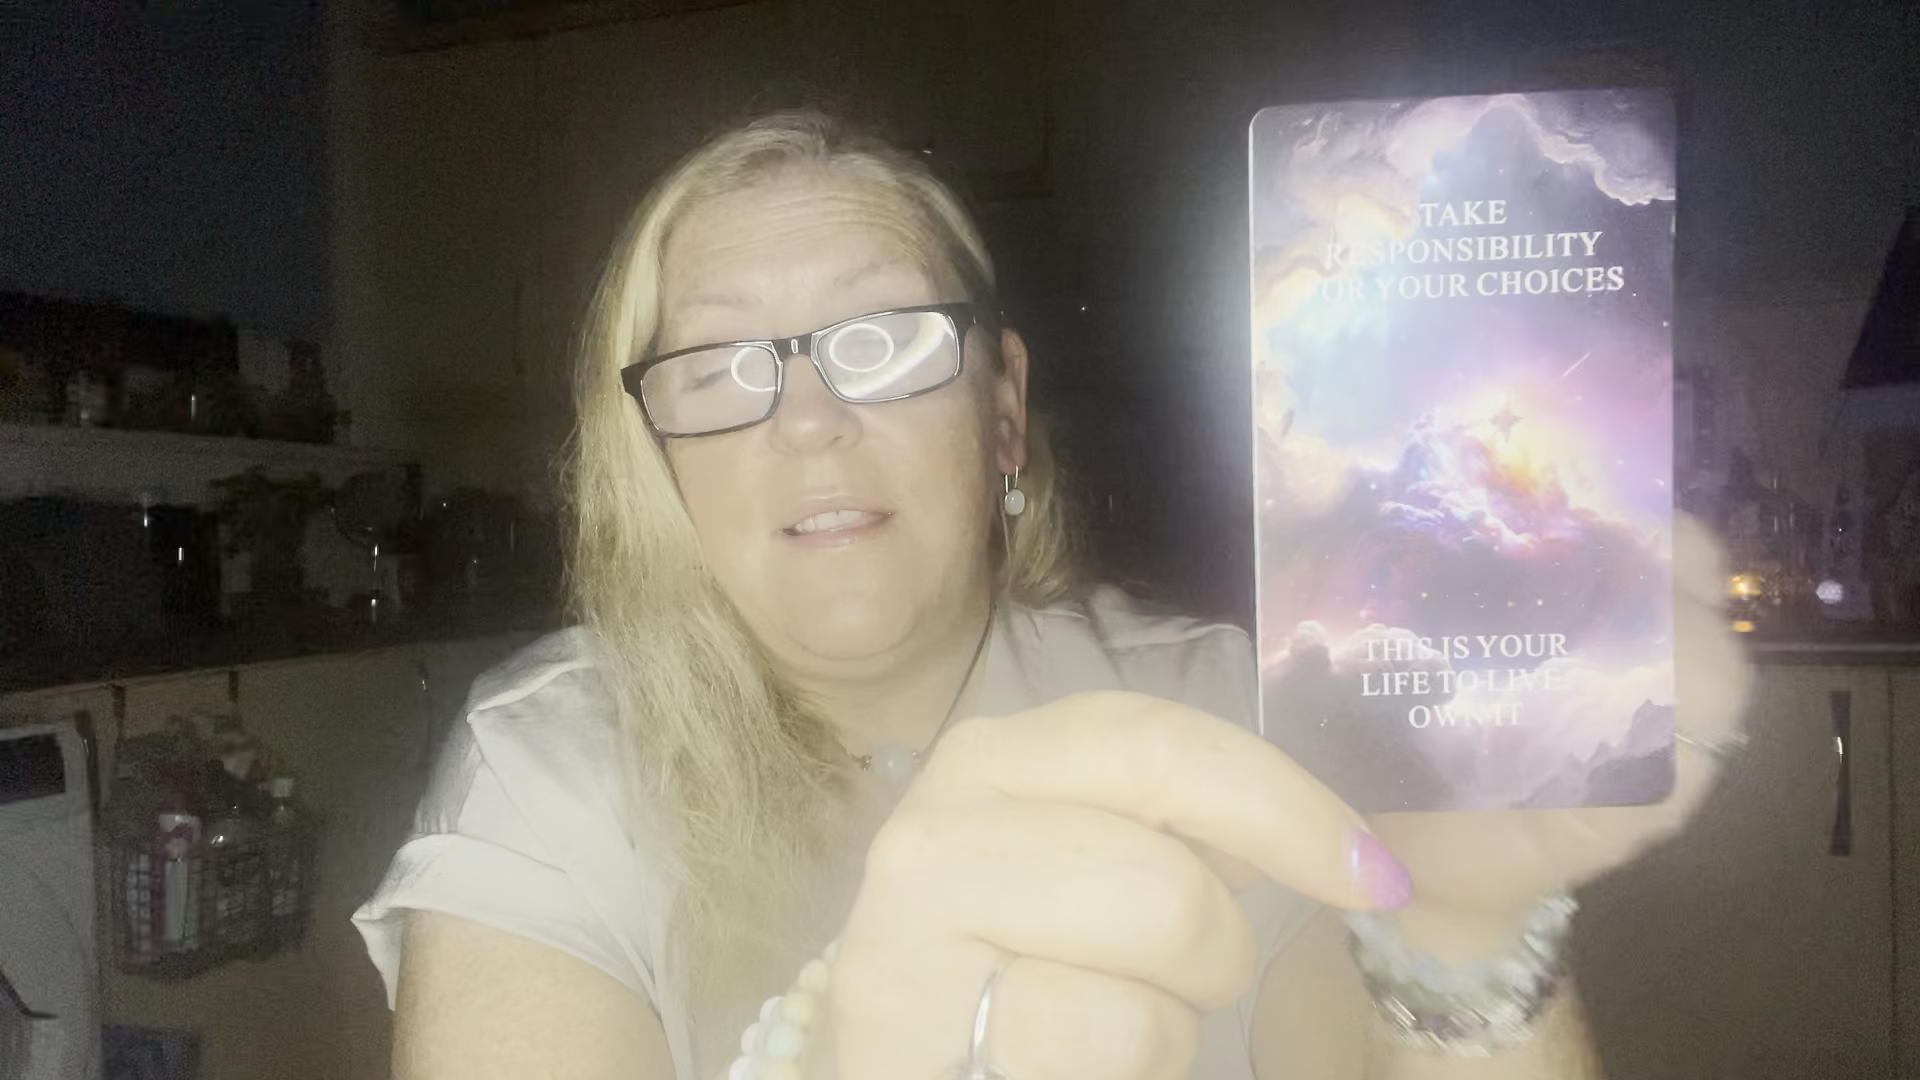 TAKE
RESPONSIBILITY
FOR YOUR CHOICES
THIS IS YOUR
LIFE TO LIVE.
OWN IT